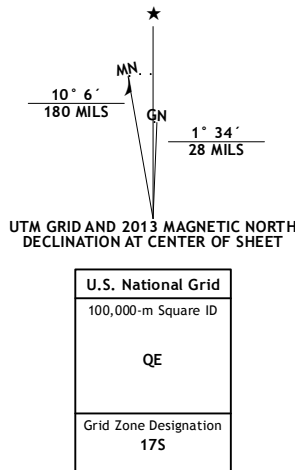 ★
MN
10° 6´
180 MILS
GN
1° 34´
28 MILS
UTM GRID AND 2013 MAGNETIC NORTH
DECLINATION AT CENTER OF SHEET
U.S. National Grid
100,000-m Square ID
QE
Grid Zone Designation
17S